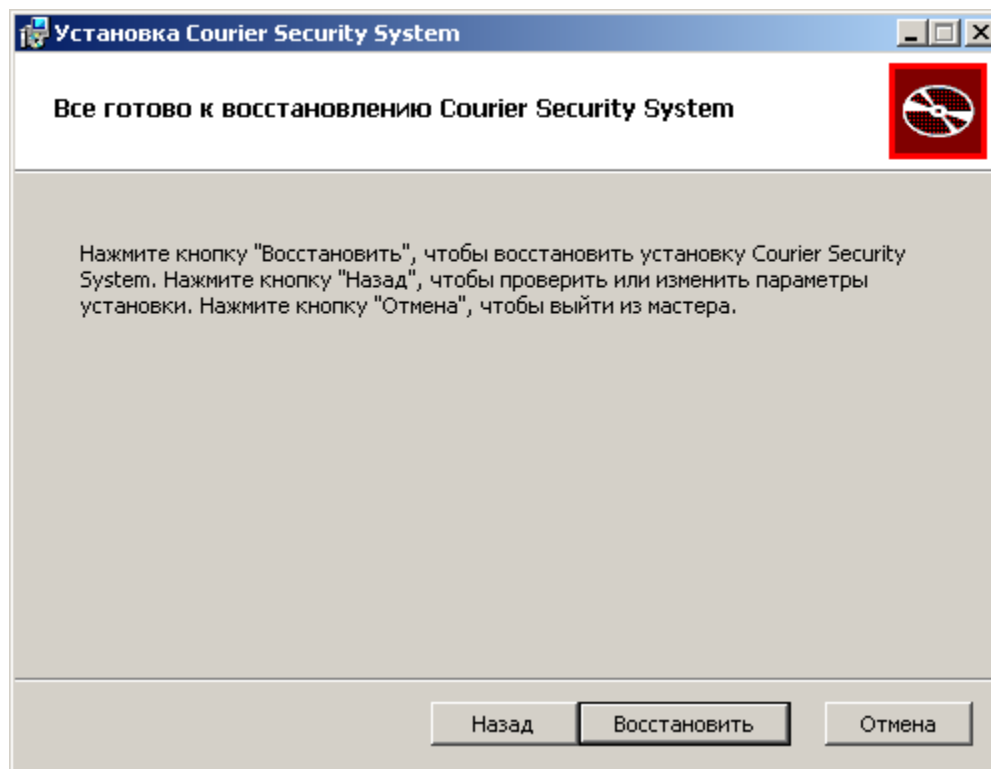 Установка Courier Security System
Все готово к восстановлению Courier Security System
Нажмите кнопку "Восстановить", чтобы восстановить установку Courier Security
System. Нажмите кнопку "Назад", чтобы проверить или изменить параметры
установки. Нажмите кнопку "Отмена", чтобы выйти из мастера.
Назад Восстановить Отмена